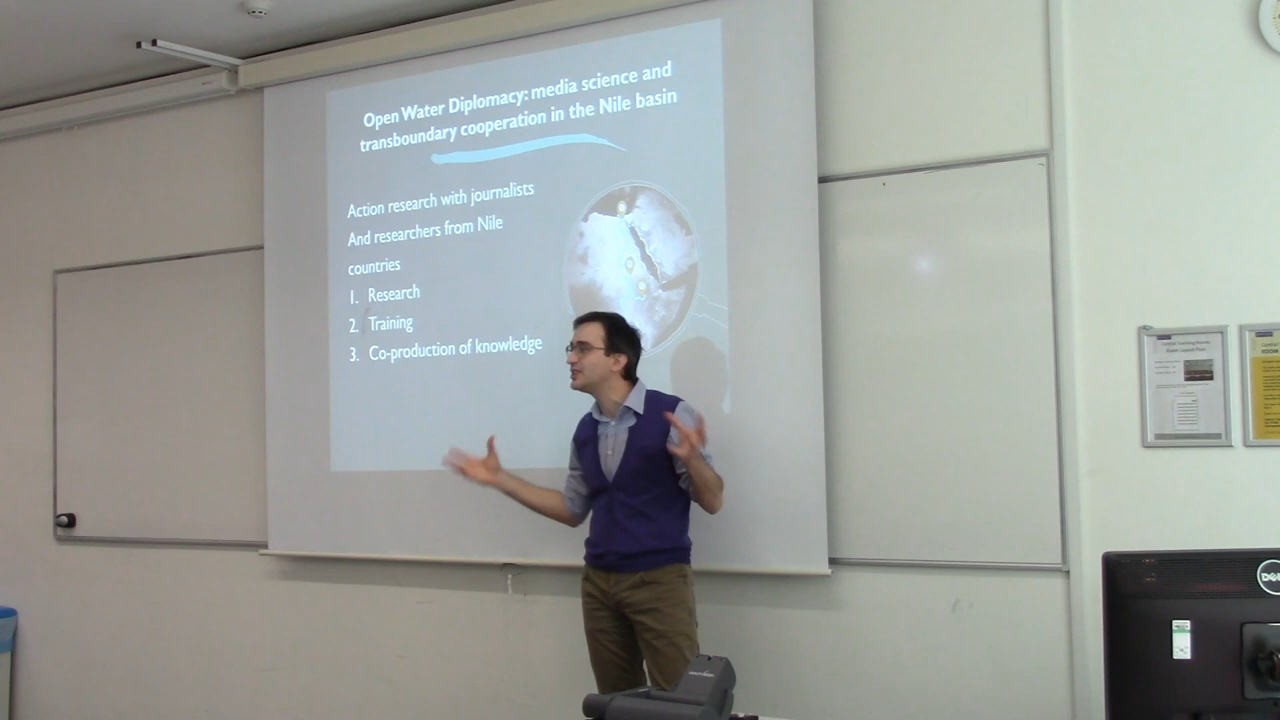 Open Water Diplomacy: media science and
transboundary cooperation in the Nile basin
Action research with journalists
And researchers from Nile
countries
1. Research
2. Training
3. Co-production of knowledge